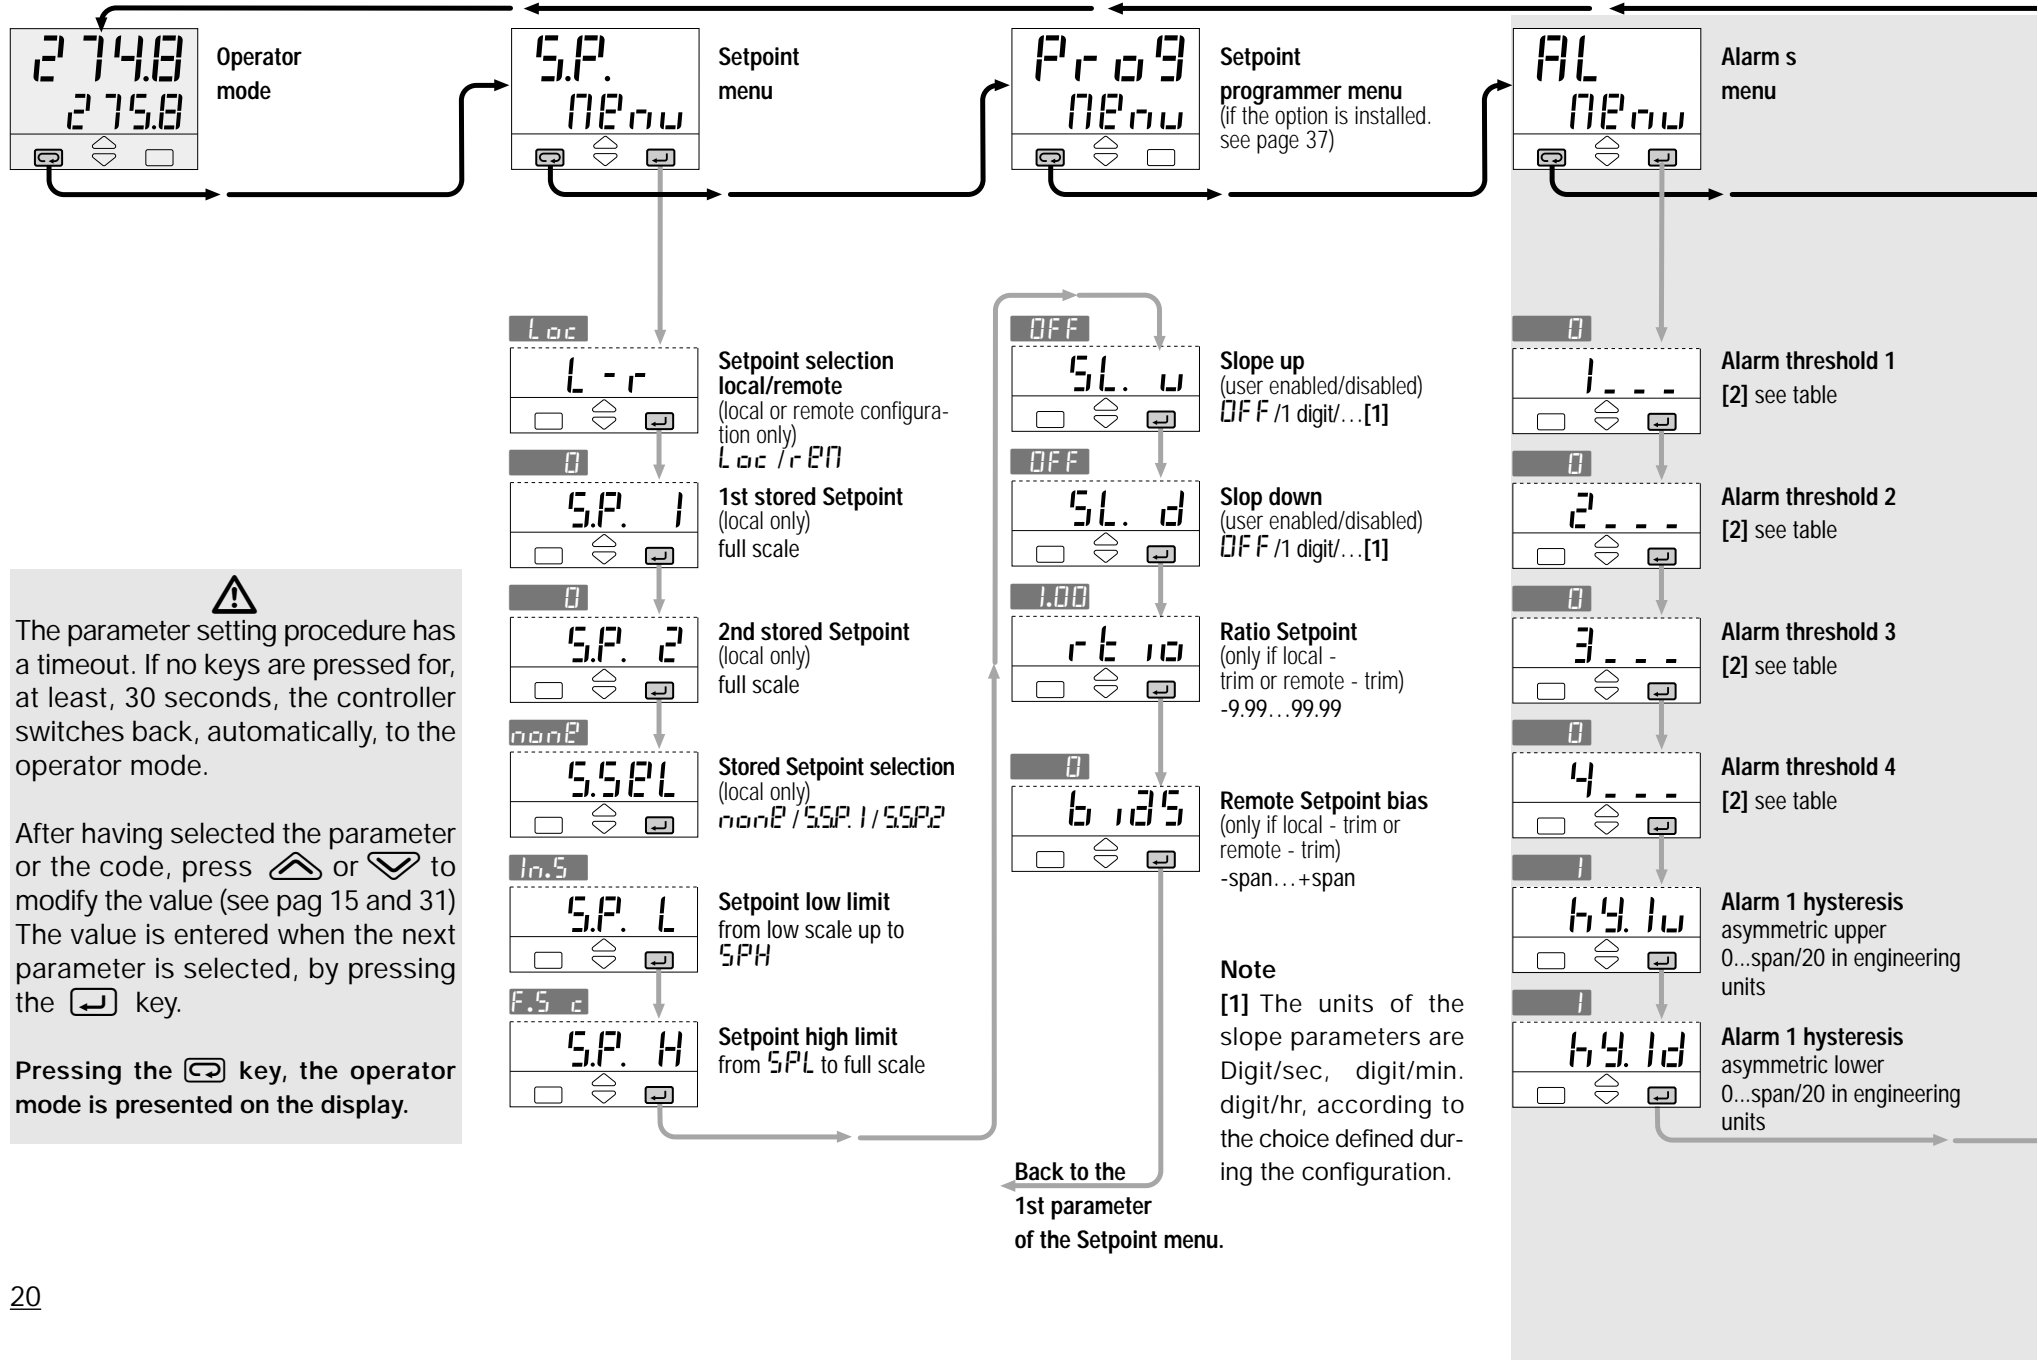 274.8
275.8
Operator
mode
S.P.
MEnu
Setpoint
menu
Prog
MEnu
Setpoint
programmer menu
(if the option is installed.
see page 37)
AL
MEnu
Alarm s
menu
The parameter setting procedure has
a timeout. If no keys are pressed for,
at least, 30 seconds, the controller
switches back, automatically, to the
operator mode.
After having selected the parameter
or the code, press or to
modify the value (see pag 15 and 31)
The value is entered when the next
parameter is selected, by pressing
the key.
Pressing the key, the operator
mode is presented on the display.
Loc
L-r
Setpoint selection
local/remote
(local or remote configura-
tion only)
Loc /rEM
0
S.P. 1
1st stored Setpoint
(local only)
full scale
0
S.P. 2
2nd stored Setpoint
(local only)
full scale
nonE
S.SEL
Stored Setpoint selection
(local only)
nonE / S.S.P. 1 / S.S.P.2
In.S
S.P. L
Setpoint low limit
from low scale up to
S.P.H
F.S c
S.P. H
Setpoint high limit
from S.P.L to full scale
OFF
SL. u
Slope up
(user enabled/disabled)
OFF /1 digit/…[1]
OFF
SL. d
Slop down
(user enabled/disabled)
OFF /1 digit/…[1]
1.00
rtio
Ratio Setpoint
(only if local -
trim or remote - trim)
-9.99…99.99
0
biaS
Remote Setpoint bias
(only if local - trim or
remote - trim)
-span…+span
Note
[1] The units of the
slope parameters are
Digit/sec, digit/min.
digit/hr, according to
the choice defined dur-
ing the configuration.
Back to the
1st parameter
of the Setpoint menu.
0
1_ _ _
Alarm threshold 1
[2] see table
0
2_ _ _
Alarm threshold 2
[2] see table
0
3_ _ _
Alarm threshold 3
[2] see table
0
4_ _ _
Alarm threshold 4
[2] see table
1
hy. 1u
Alarm 1 hysteresis
asymmetric upper
0...span/20 in engineering
units
1
hy. 1d
Alarm 1 hysteresis
asymmetric lower
0...span/20 in engineering
units
20